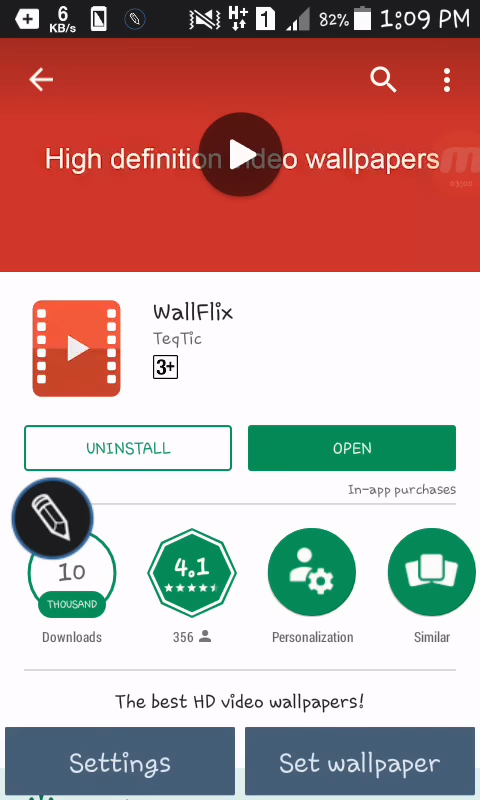 6 KB/s H+ 1 82% 1:09 PM
High definition video wallpapers
WallFlix
TeqTic
3+
UNINSTALL
OPEN
In-app purchases
10
THOUSAND
4.1
Downloads
356
Personalization
Similar
The best HD video wallpapers!
Settings
Set wallpaper